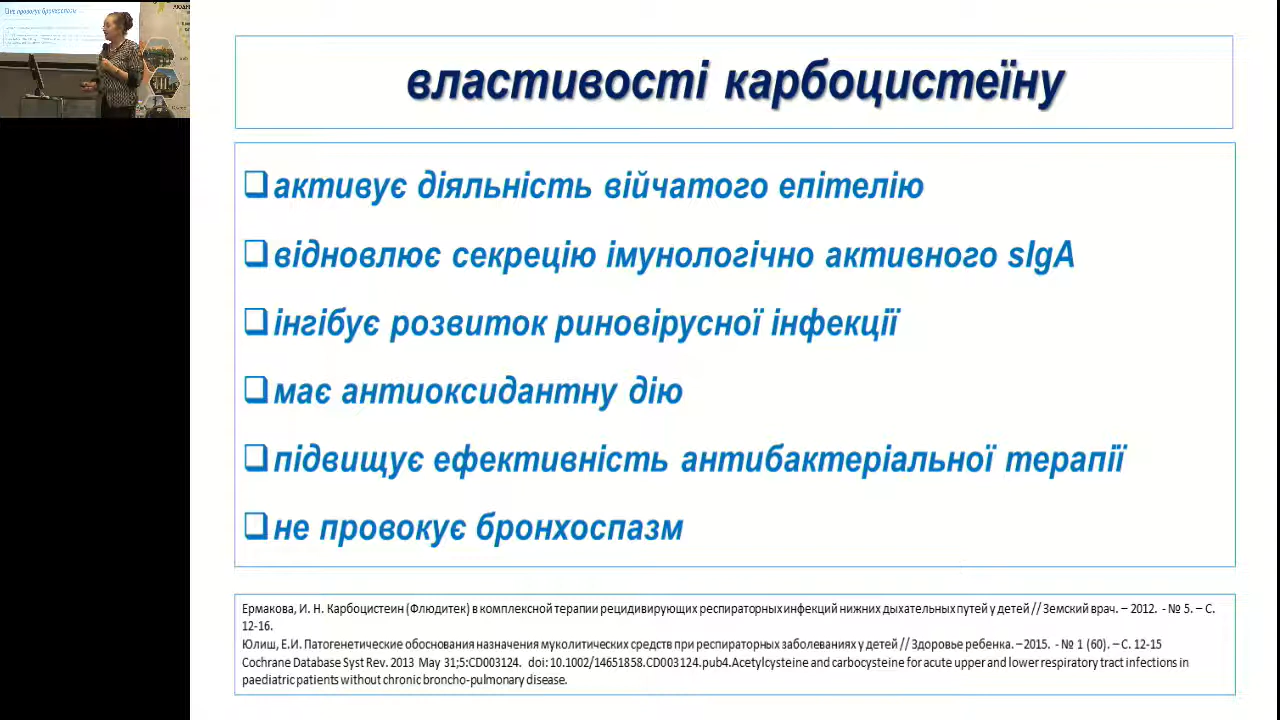 властивості карбоцистеїну
❑активує діяльність війчатого епітелію
❑відновлює секрецію імунологічно активного sIgA
❑інгібує розвиток риновірусної інфекції
❑має антиоксидантну дію
❑підвищує ефективність антибактеріальної терапії
❑не провокує бронхоспазм
Ермакова, И. Н. Карбоцистеин (Флюдитек) в комплексной терапии рецидивирующих респираторных инфекций нижних дыхательных путей у детей // Земский врач. – 2012. - № 5. – С.
12-16.
Юлиш, Е.И. Патогенетические обоснования назначения муколитических средств при респираторных заболеваниях у детей // Здоровье ребенка. – 2015. - № 1 (60). – С. 12-15
Cochrane Database Syst Rev. 2013 May 31;5:CD003124. doi:10.1002/14651858.CD003124.pub4.Acetylcysteine and carbocysteine for acute upper and lower respiratory tract infections in
paediatric patients without chronic broncho-pulmonary disease.
не провокує бронхоспазм